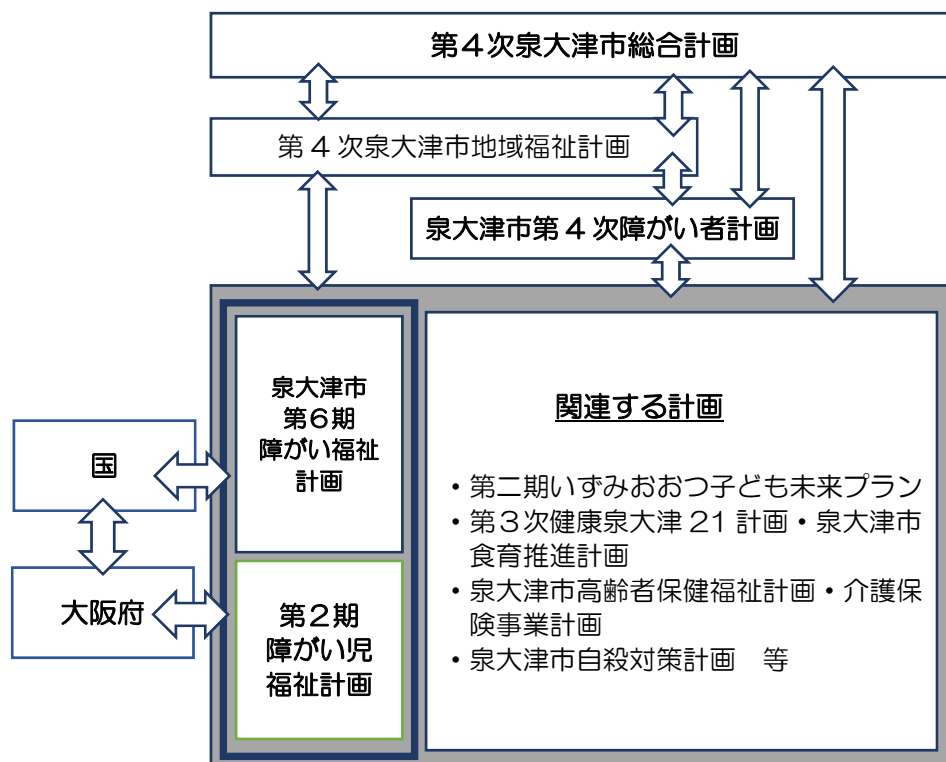 第４次泉大津市総合計画
第 4 次泉大津市地域福祉計画
泉大津市第 4 次障がい者計画
泉大津市
第６期
障がい福祉
計画
関連する計画
国
・第二期いずみおおつ子ども未来プラン
・第３次健康泉大津 21 計画・泉大津市
食育推進計画
・泉大津市高齢者保健福祉計画・介護保
険事業計画
・泉大津市自殺対策計画　等
大阪府
第２期
障がい児
福祉計画